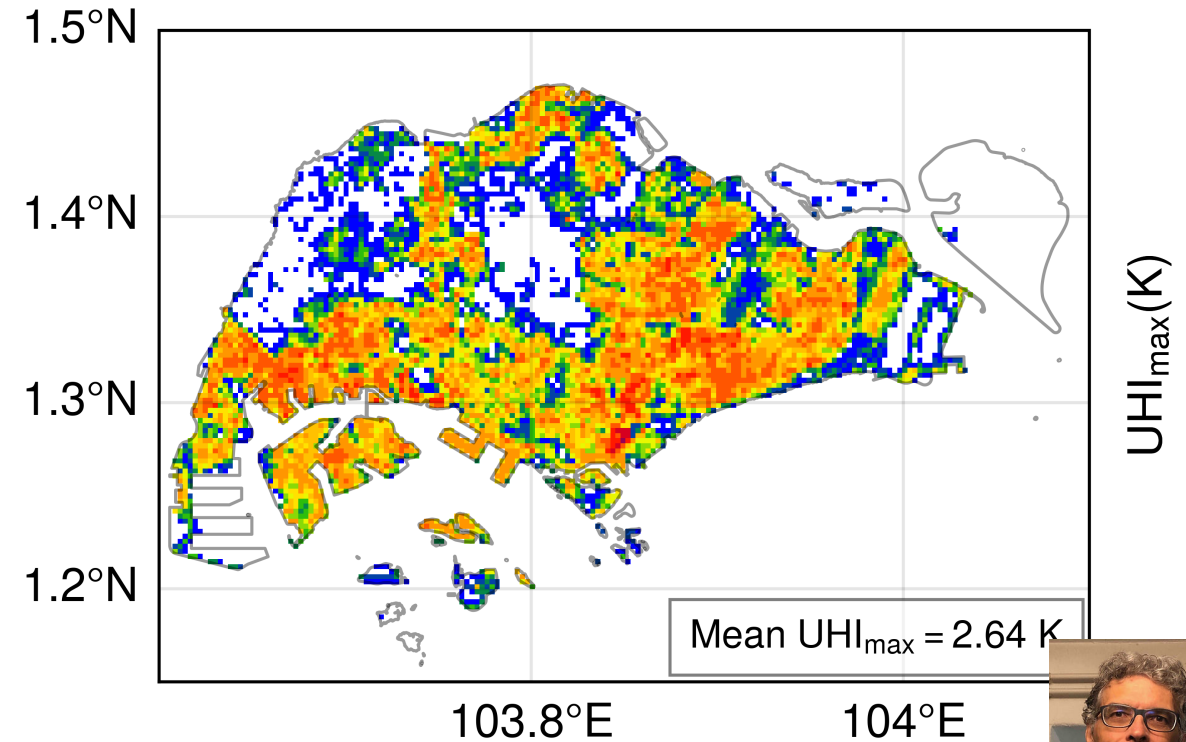 1.5°N
1.4°N
1.3°N
1.2°N
103.8°E
104°E
Mean UHImax = 2.64 K
UHImax(K)